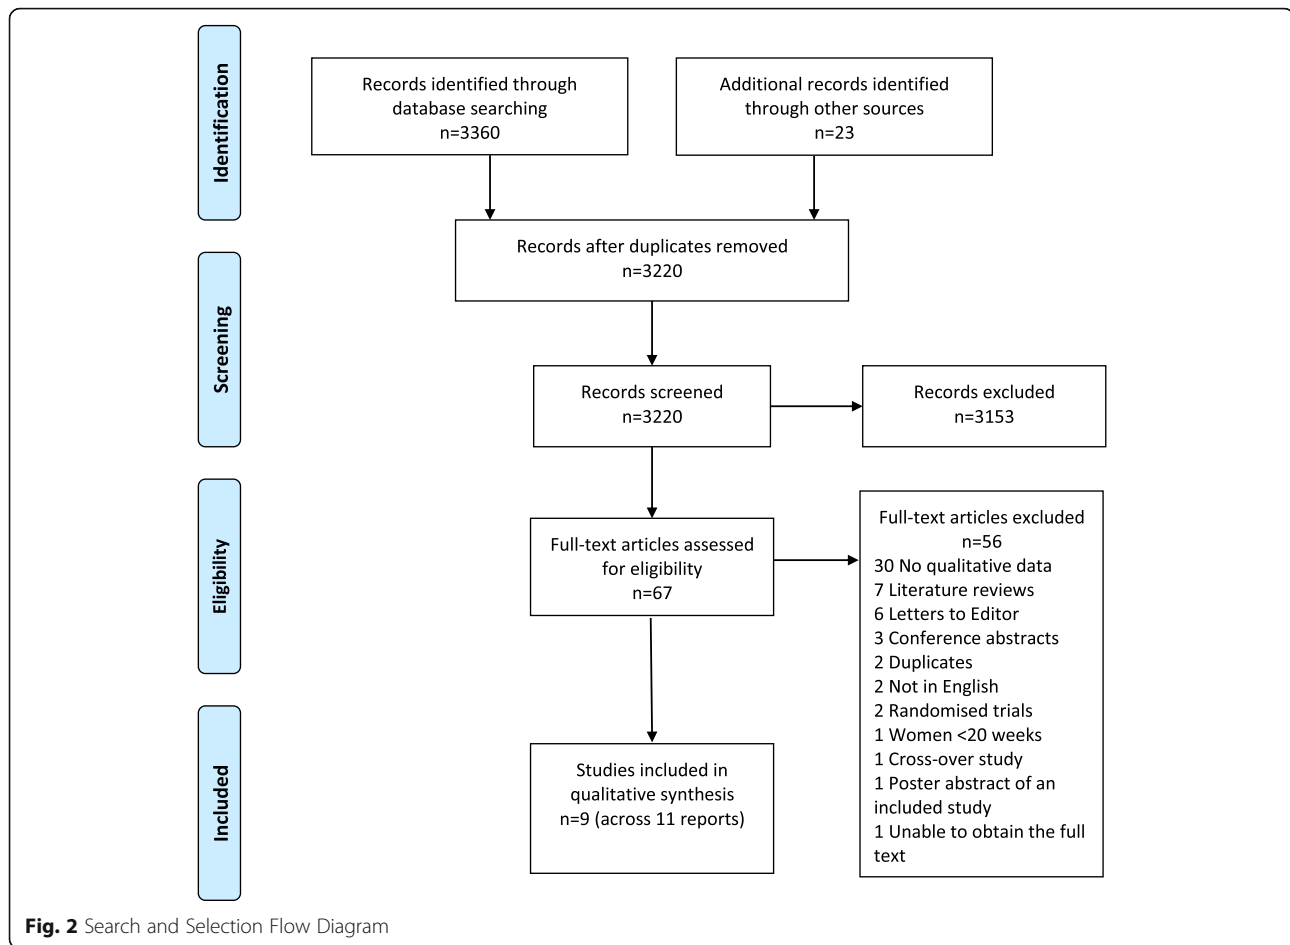 Identification
Records identified through
database searching
n=3360
Additional records identified
through other sources
n=23
Records after duplicates removed
n=3220
Screening
Records screened
n=3220
Records excluded
n=3153
Eligibility
Full-text articles assessed
for eligibility
n=67
Full-text articles excluded
n=56
30 No qualitative data
7 Literature reviews
6 Letters to Editor
3 Conference abstracts
2 Duplicates
2 Not in English
2 Randomised trials
1 Women <20 weeks
1 Cross-over study
1 Poster abstract of an
included study
1 Unable to obtain the full
text
Included
Studies included in
qualitative synthesis
n=9 (across 11 reports)
Fig. 2 Search and Selection Flow Diagram